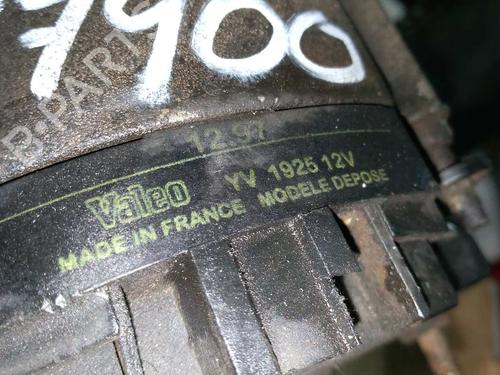 7900
B-PARTS
12.97
Valeo YV 1925 12V
MADE IN FRANCE MODELE DEPOSE